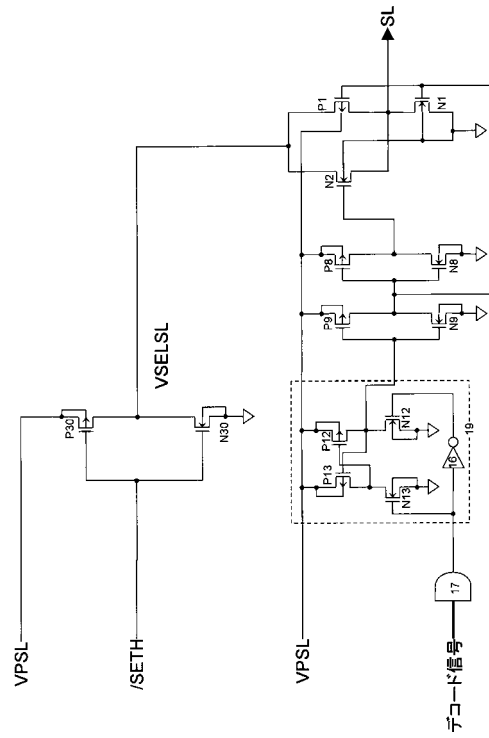 VPSL
P30
/SETH
VSELSL
N30
VPSL
P13
P12
N13
N12
16
19
17
デコード信号
P9
N9
P8
N8
N2
P1
N1
SL